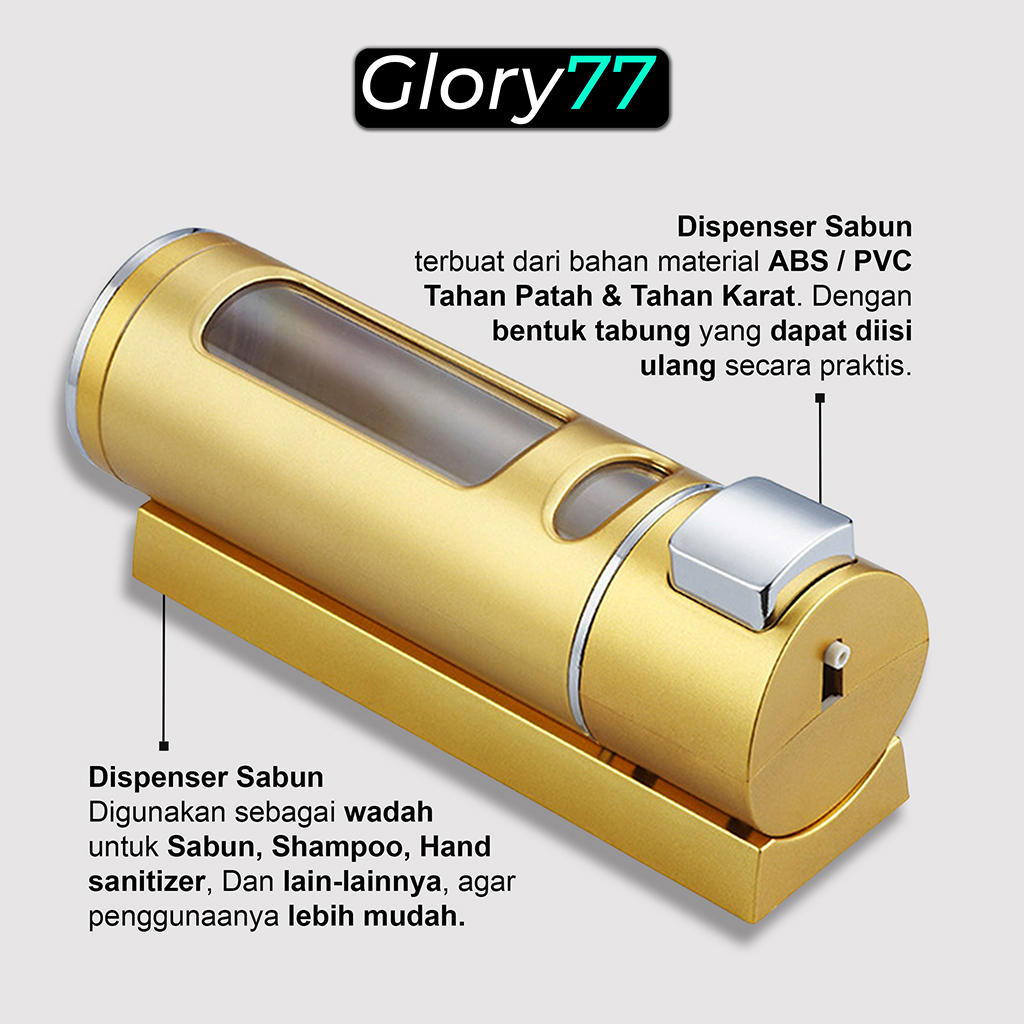 Glory77
Dispenser Sabun
terbuat dari bahan material ABS / PVC
Tahan Patah & Tahan Karat. Dengan
bentuk tabung yang dapat diisi
ulang secara praktis.
Dispenser Sabun
Digunakan sebagai wadah
untuk Sabun, Shampoo, Hand
sanitizer, Dan lain-lainnya, agar
penggunaanya lebih mudah.